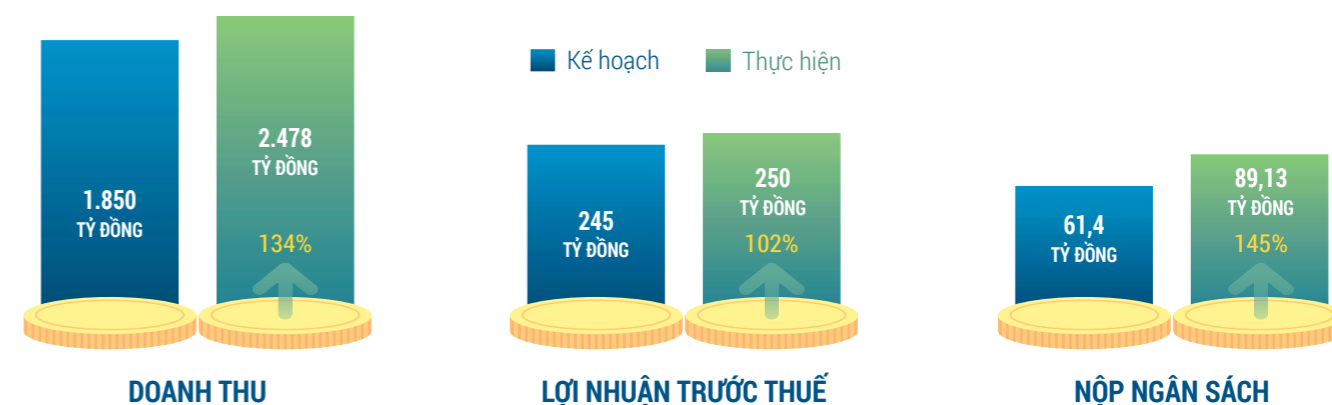 Kế hoạch
Thực hiện
1.850
TỶ ĐỒNG
2.478
TỶ ĐỒNG
134%
DOANH THU
245
TỶ ĐỒNG
250
TỶ ĐỒNG
102%
LỢI NHUẬN TRƯỚC THUẾ
61,4
TỶ ĐỒNG
89,13
TỶ ĐỒNG
145%
NỘP NGÂN SÁCH